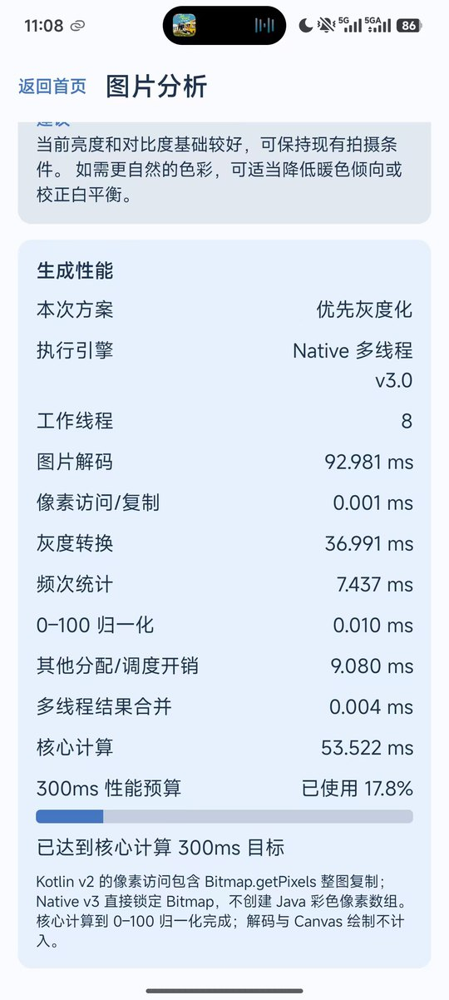 11:08
5G
5GA
86
返回首页 图片分析
建议
当前亮度和对比度基础较好，可保持现有拍摄条
件。 如需更自然的色彩，可适当降低暖色倾向或
校正白平衡。
生成性能
本次方案 优先灰度化
执行引擎 Native 多线程
v3.0
工作线程 8
图片解码 92.981 ms
像素访问/复制 0.001 ms
灰度转换 36.991 ms
频次统计 7.437 ms
0–100 归一化 0.010 ms
其他分配/调度开销 9.080 ms
多线程结果合并 0.004 ms
核心计算 53.522 ms
300ms 性能预算 已使用 17.8%
已达到核心计算 300ms 目标
Kotlin v2 的像素访问包含 Bitmap.getPixels 整图复制；
Native v3 直接锁定 Bitmap，不创建 Java 彩色像素数组。
核心计算到 0–100 归一化完成；解码与 Canvas 绘制不计
入。